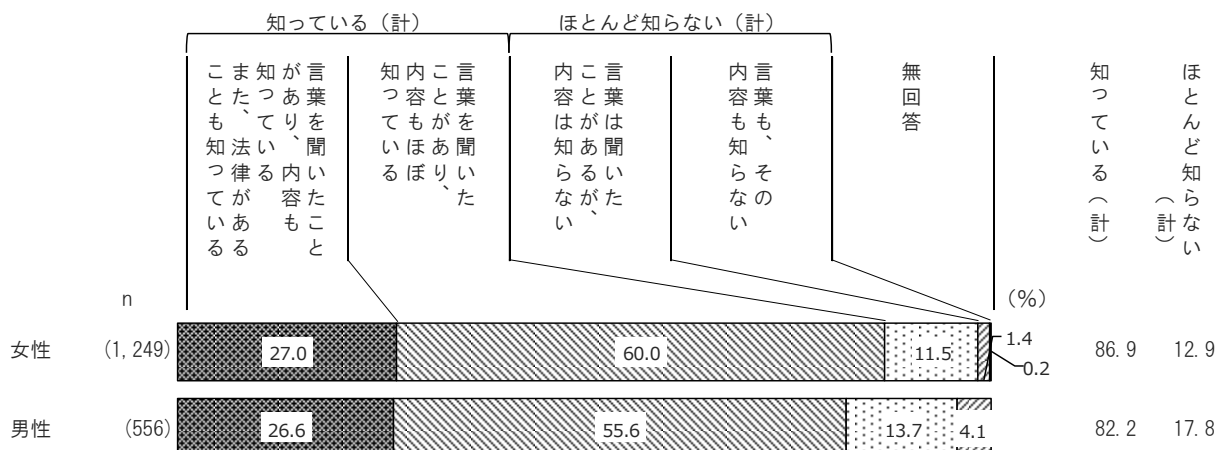 知っている（計）
ほとんど知らない（計）
言葉を聞いたこと
があり、内容も
知っている
また、法律がある
ことも知っている
言葉を聞いた
ことがあり、
内容もほぼ
知っている
言葉は聞いた
ことがあるが、
内容は知らない
言葉も、その
内容も知らない
無回答
知っている（計）
ほとんど知らない
（計）
n
(%)
女性 (1,249) 27.0 60.0 11.5 1.4 0.2 86.9 12.9
男性 (556) 26.6 55.6 13.7 4.1 82.2 17.8